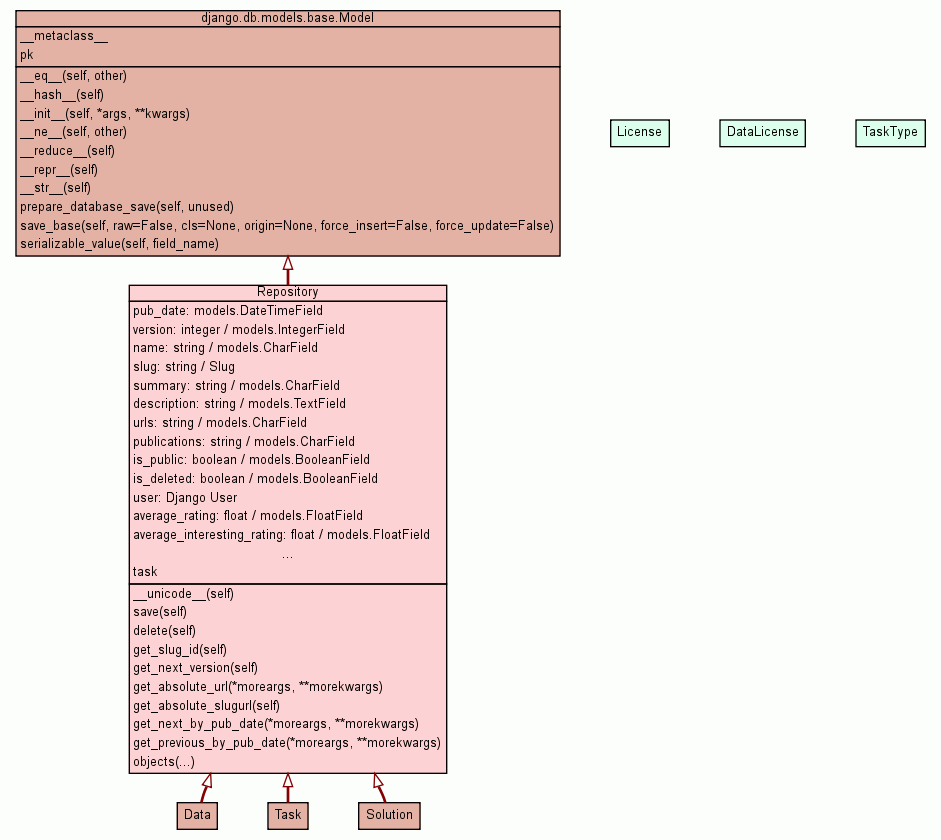 django.db.models.base.Model
__metaclass__
pk
__eq__(self, other)
__hash__(self)
__init__(self, *args, **kwargs)
__ne__(self, other)
__reduce__(self)
__repr__(self)
__str__(self)
prepare_database_save(self, unused)
save_base(self, raw=False, cls=None, origin=None, force_insert=False, force_update=False)
serializable_value(self, field_name)
License
DataLicense
TaskType
Repository
pub_date: models.DateTimeField
version: integer / models.IntegerField
name: string / models.CharField
slug: string / Slug
summary: string / models.CharField
description: string / models.TextField
urls: string / models.CharField
publications: string / models.CharField
is_public: boolean / models.BooleanField
is_deleted: boolean / models.BooleanField
user: Django User
average_rating: float / models.FloatField
average_interesting_rating: float / models.FloatField
...
task
__unicode__(self)
save(self)
delete(self)
get_slug_id(self)
get_next_version(self)
get_absolute_url(*moreargs, **morekwargs)
get_absolute_slugurl(self)
get_next_by_pub_date(*moreargs, **morekwargs)
get_previous_by_pub_date(*moreargs, **morekwargs)
objects(...)
Data
Task
Solution